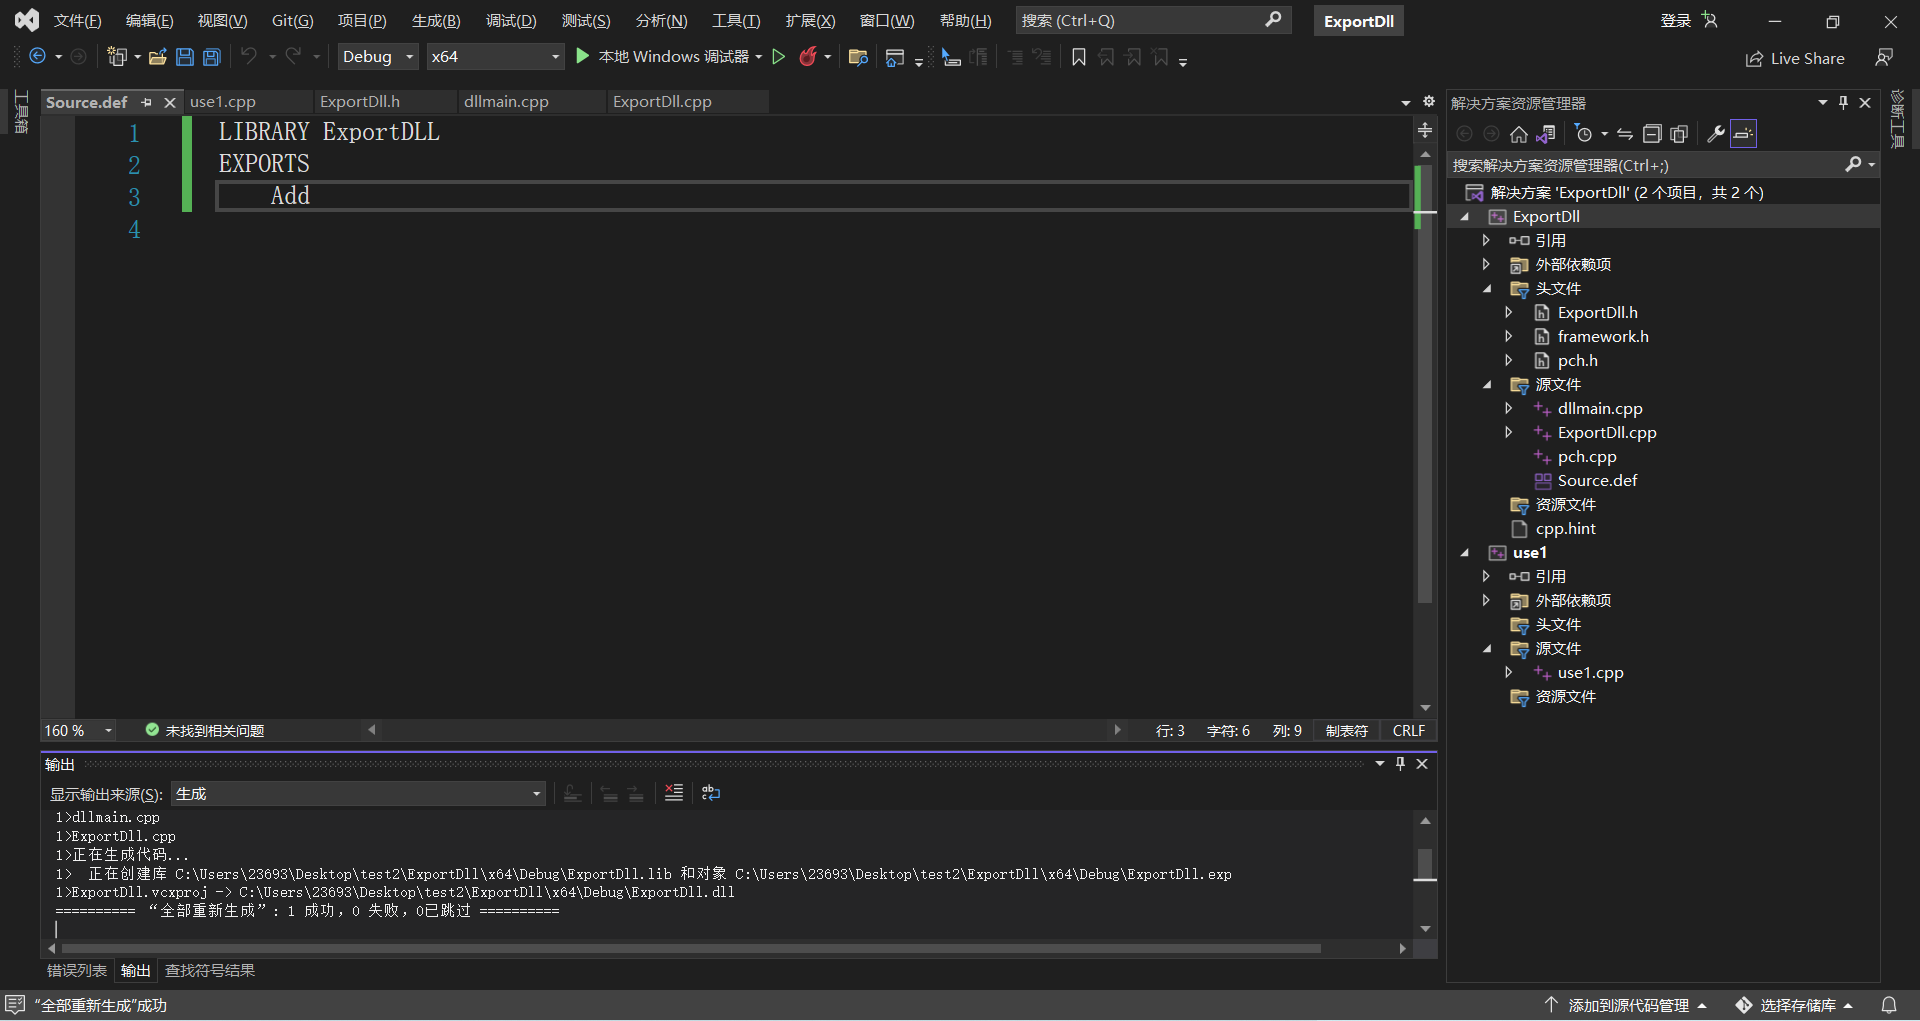 文件(F) 编辑(E) 视图(V) Git(G) 项目(P) 生成(B) 调试(D) 测试(S) 分析(N) 工具(T) 扩展(X) 窗口(W) 帮助(H) 搜索 (Ctrl+Q) ExportDll 登录
Debug x64 本地 Windows 调试器 Live Share
工具箱
Source.def use1.cpp ExportDll.h dllmain.cpp ExportDll.cpp
1 LIBRARY ExportDLL
2 EXPORTS
3 Add
4
160 % 未找到相关问题 行: 3 字符: 6 列: 9 制表符 CRLF
输出
显示输出来源(S): 生成
1>dllmain.cpp
1>ExportDll.cpp
1>正在生成代码...
1> 正在创建库 C:\Users\23693\Desktop\test2\ExportDll\x64\Debug\ExportDll.lib 和对象 C:\Users\23693\Desktop\test2\ExportDll\x64\Debug\ExportDll.exp
1>ExportDll.vcxproj -> C:\Users\23693\Desktop\test2\ExportDll\x64\Debug\ExportDll.dll
========== “全部重新生成”: 1 成功，0 失败，0已跳过 ==========
错误列表 输出 查找符号结果
解决方案资源管理器
搜索解决方案资源管理器(Ctrl+;)
解决方案 'ExportDll' (2 个项目，共 2 个)
ExportDll
引用
外部依赖项
头文件
ExportDll.h
framework.h
pch.h
源文件
dllmain.cpp
ExportDll.cpp
pch.cpp
Source.def
资源文件
cpp.hint
use1
引用
外部依赖项
头文件
源文件
use1.cpp
资源文件
诊断工具
“全部重新生成”成功 添加到源代码管理 选择存储库